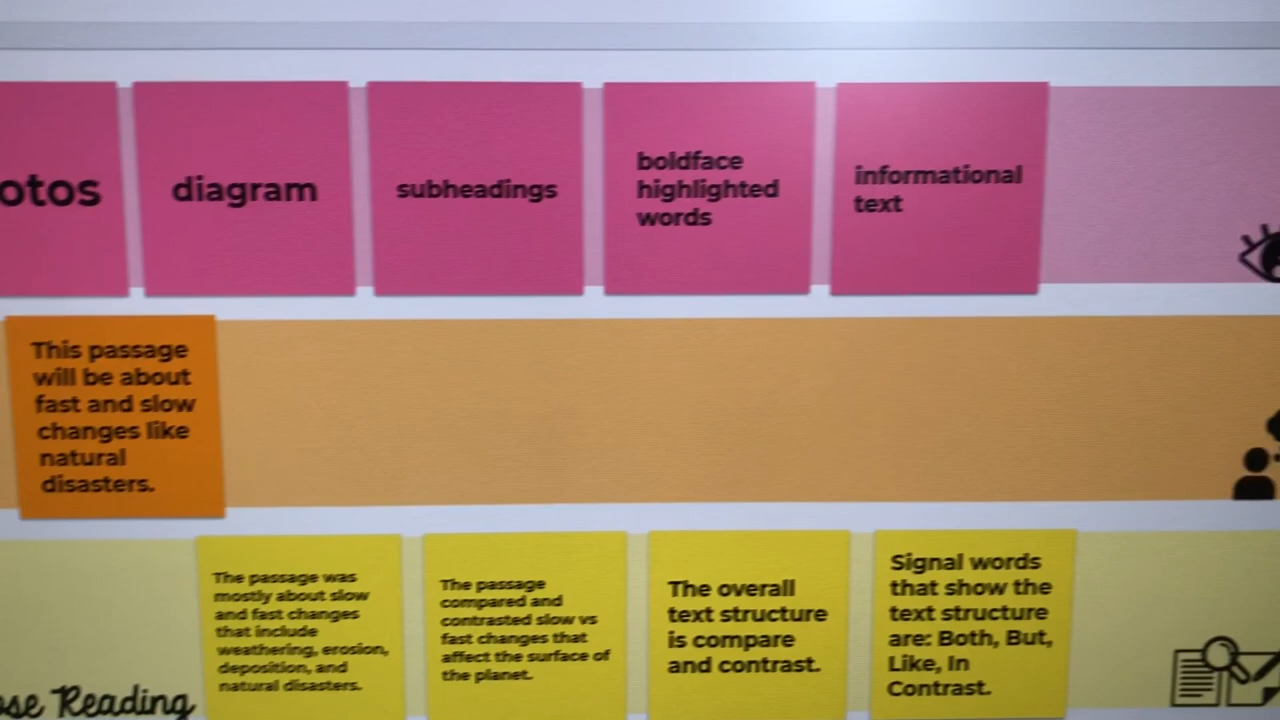 otos
diagram
subheadings
boldface
highlighted
words
informational
text
This passage
will be about
fast and slow
changes like
natural
disasters.
The passage was
mostly about slow
and fast changes
that include
weathering, erosion,
deposition, and
natural disasters.
The passage
compared and
contrasted slow vs
fast changes that
affect the surface of
the planet.
The overall
text structure
is compare
and contrast.
Signal words
that show the
text structure
are: Both, But,
Like, In
Contrast.
ose Reading